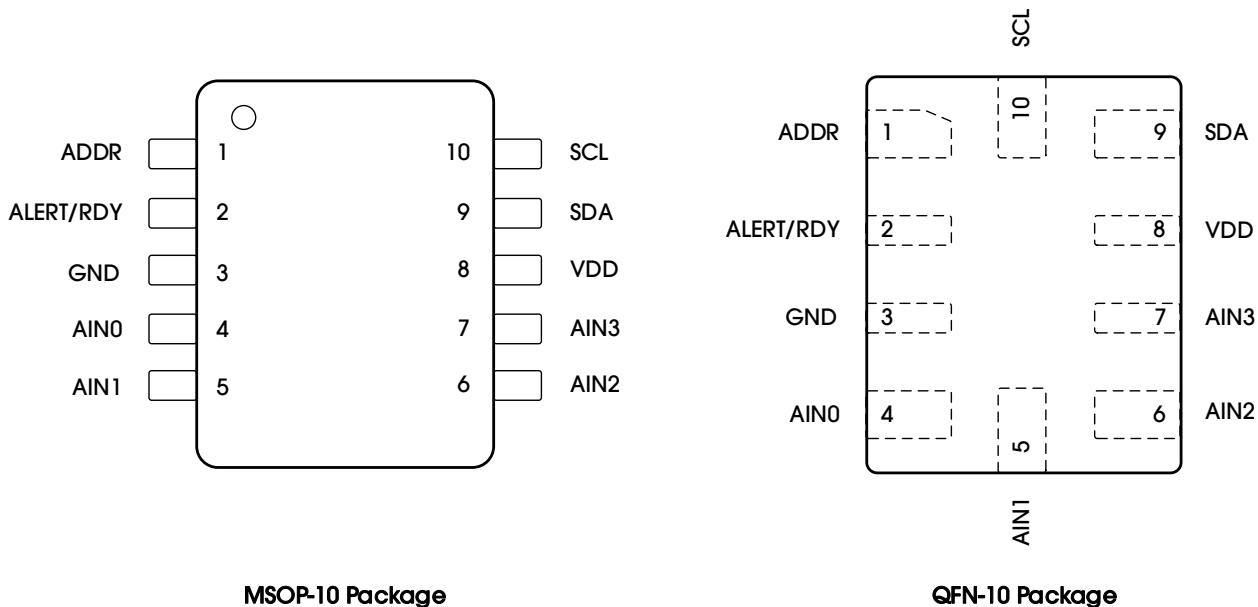 ADDR 1 10 SCL
ALERT/RDY 2 9 SDA
GND 3 8 VDD
AIN0 4 7 AIN3
AIN1 5 6 AIN2
MSOP-10 Package
SCL
10
ADDR 1 9 SDA
ALERT/RDY 2 8 VDD
GND 3 7 AIN3
AIN0 4 6 AIN2
5
AIN1
QFN-10 Package